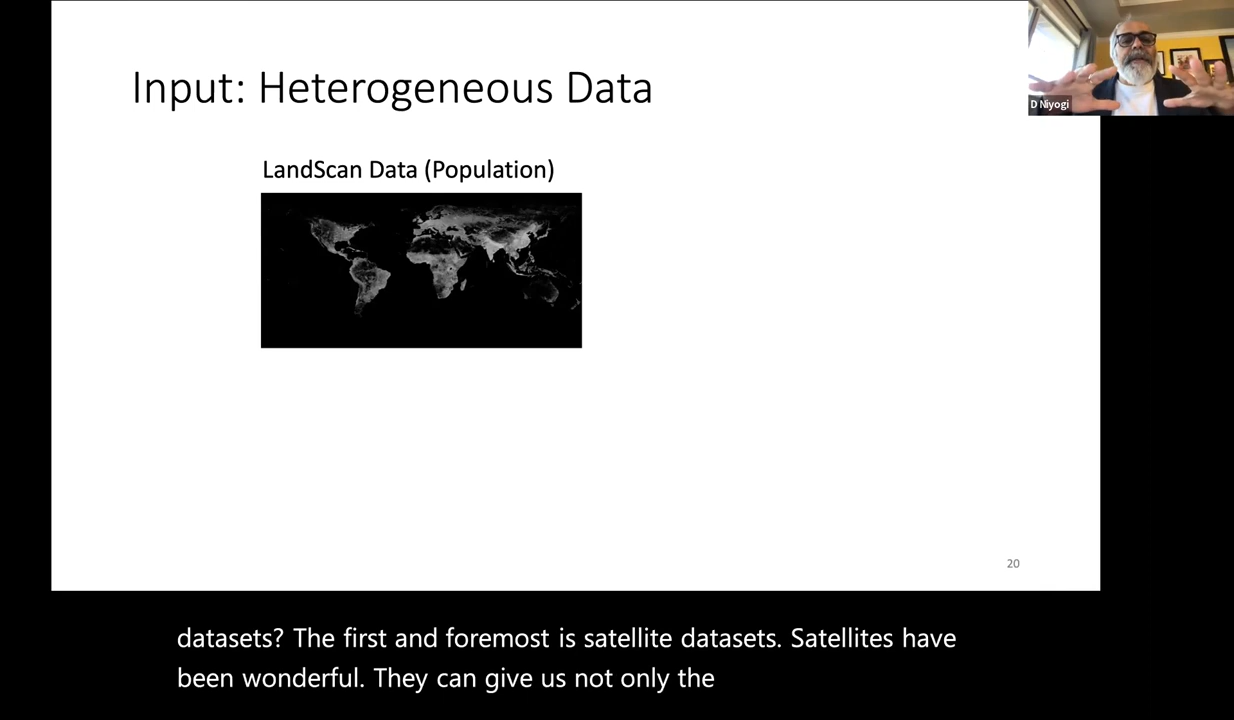 Input: Heterogeneous Data
D Niyogi
LandScan Data (Population)
20
datasets? The first and foremost is satellite datasets. Satellites have
been wonderful. They can give us not only the